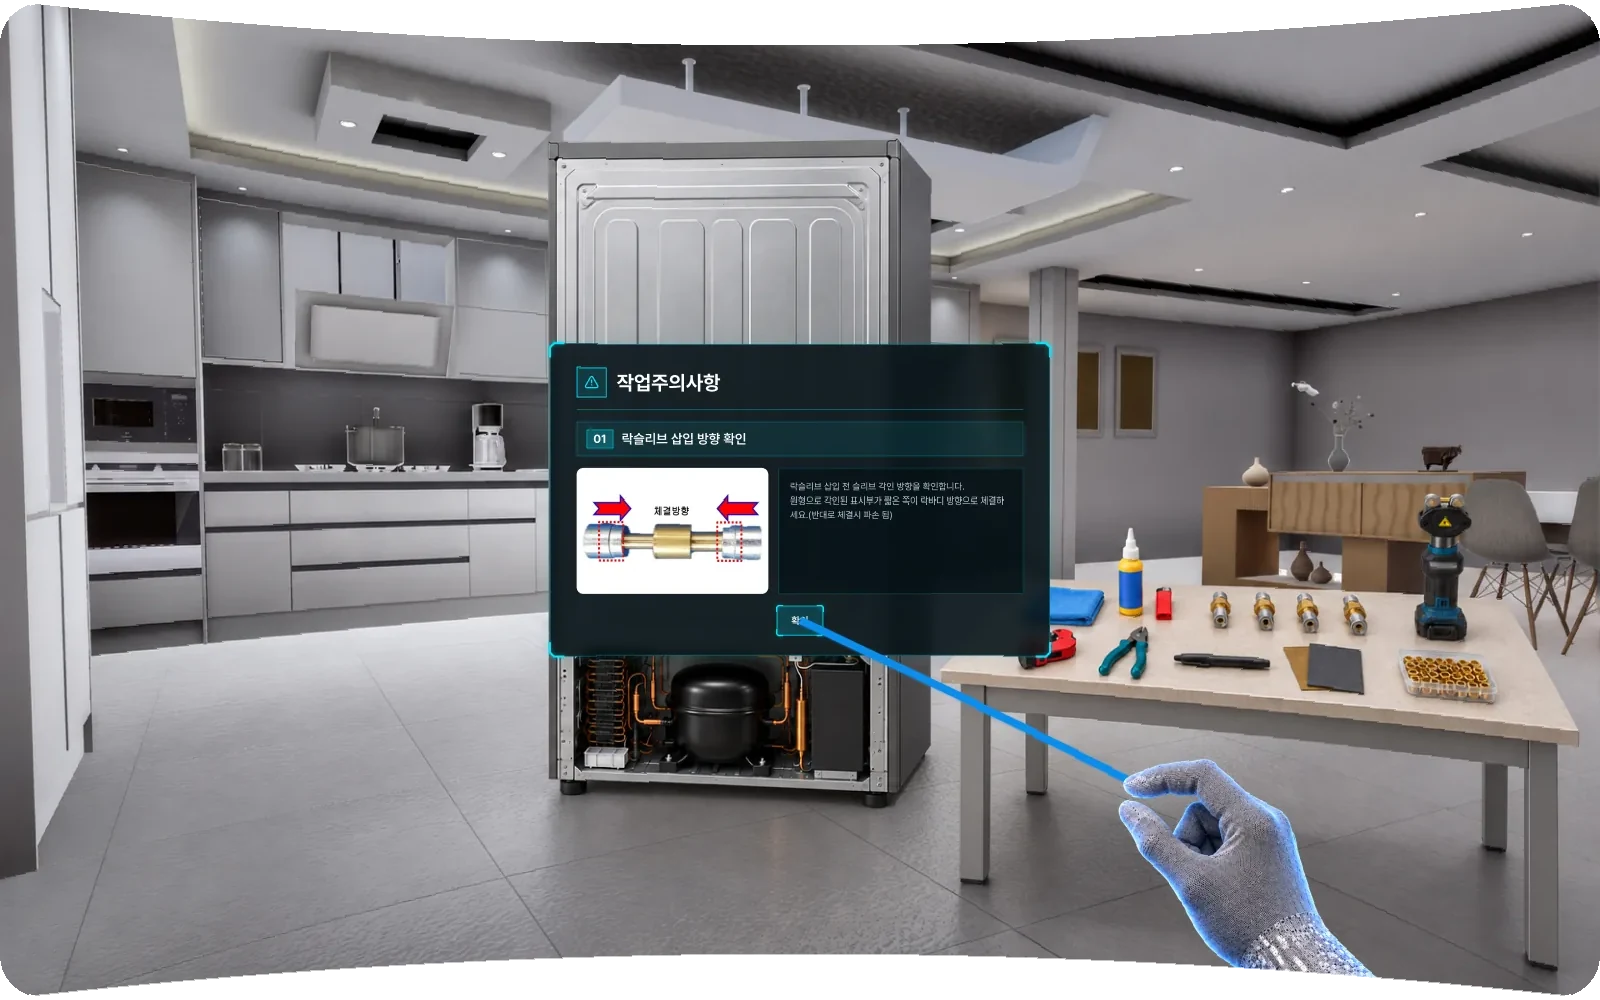 작업주의사항
01 락슬리브 삽입 방향 확인
체결방향
락슬리브 삽입 전 슬리브 각인 방향을 확인합니다.
원형으로 각인된 표시부가 짧은 쪽이 락바디 방향으로 체결하
세요.(반대로 체결시 파손 됨)